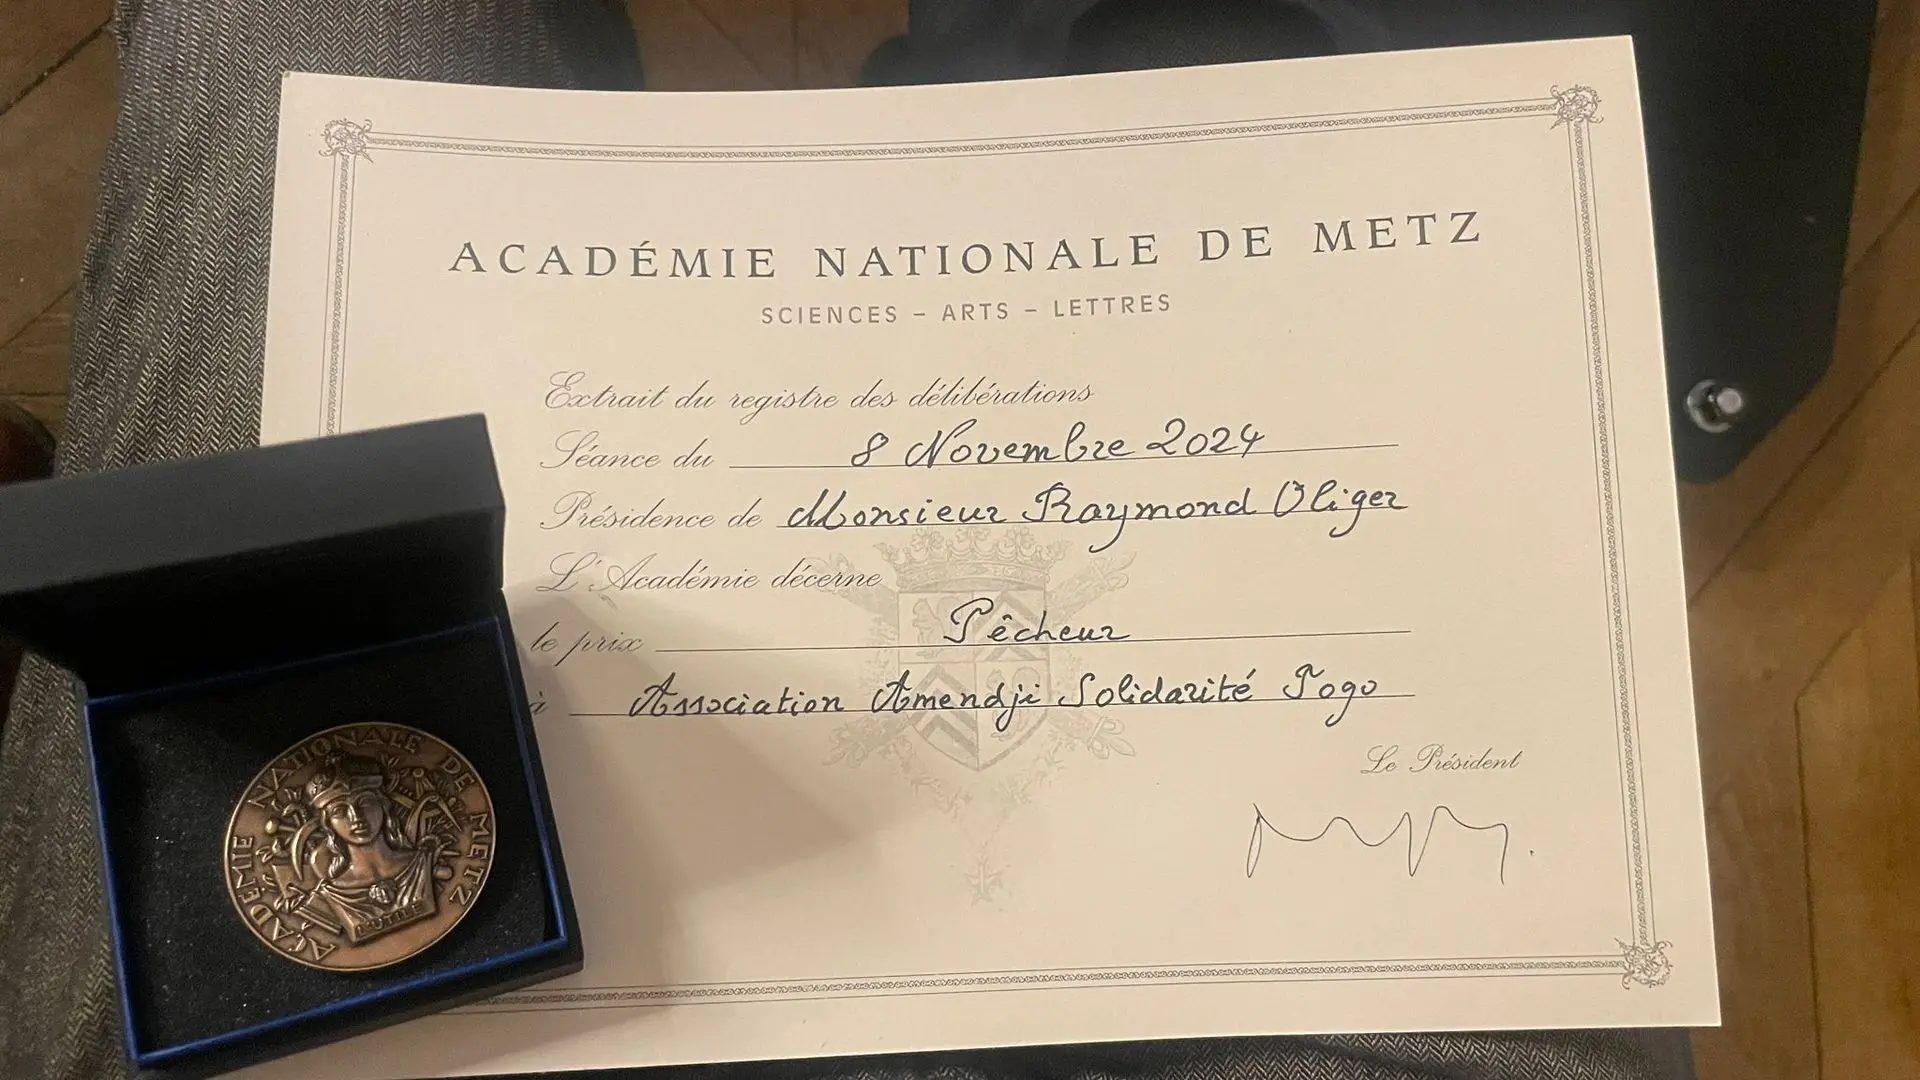 ACADÉMIE NATIONALE DE METZ
SCIENCES – ARTS – LETTRES
Extrait du registre des délibérations
Séance du 8 Novembre 2024
Présidence de Monsieur Raymond Oliger
L'Académie décerne
le prix Pêcheur
à Association Amendji Solidarité Togo
Le Président
ACADÉMIE NATIONALE DE METZ
L'UTILE